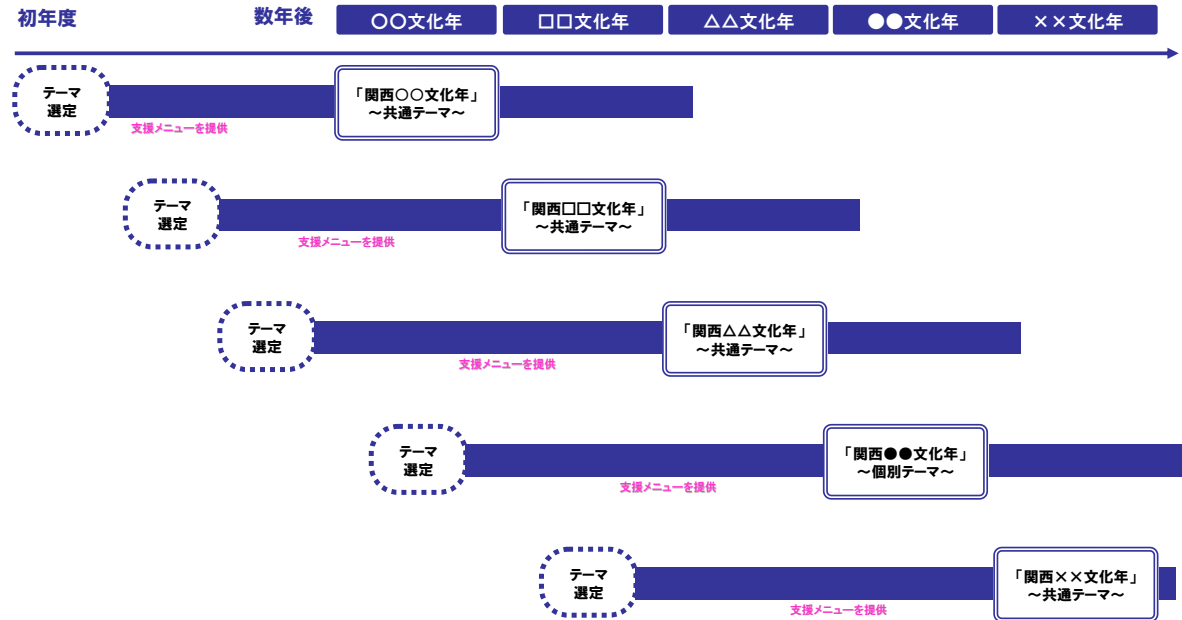 初年度
数年後
〇〇文化年
□□文化年
△△文化年
●●文化年
××文化年
テーマ
選定
支援メニューを提供
「関西〇〇文化年」
～共通テーマ～
テーマ
選定
支援メニューを提供
「関西□□文化年」
～共通テーマ～
テーマ
選定
支援メニューを提供
「関西△△文化年」
～共通テーマ～
テーマ
選定
支援メニューを提供
「関西●●文化年」
～個別テーマ～
テーマ
選定
支援メニューを提供
「関西××文化年」
～共通テーマ～